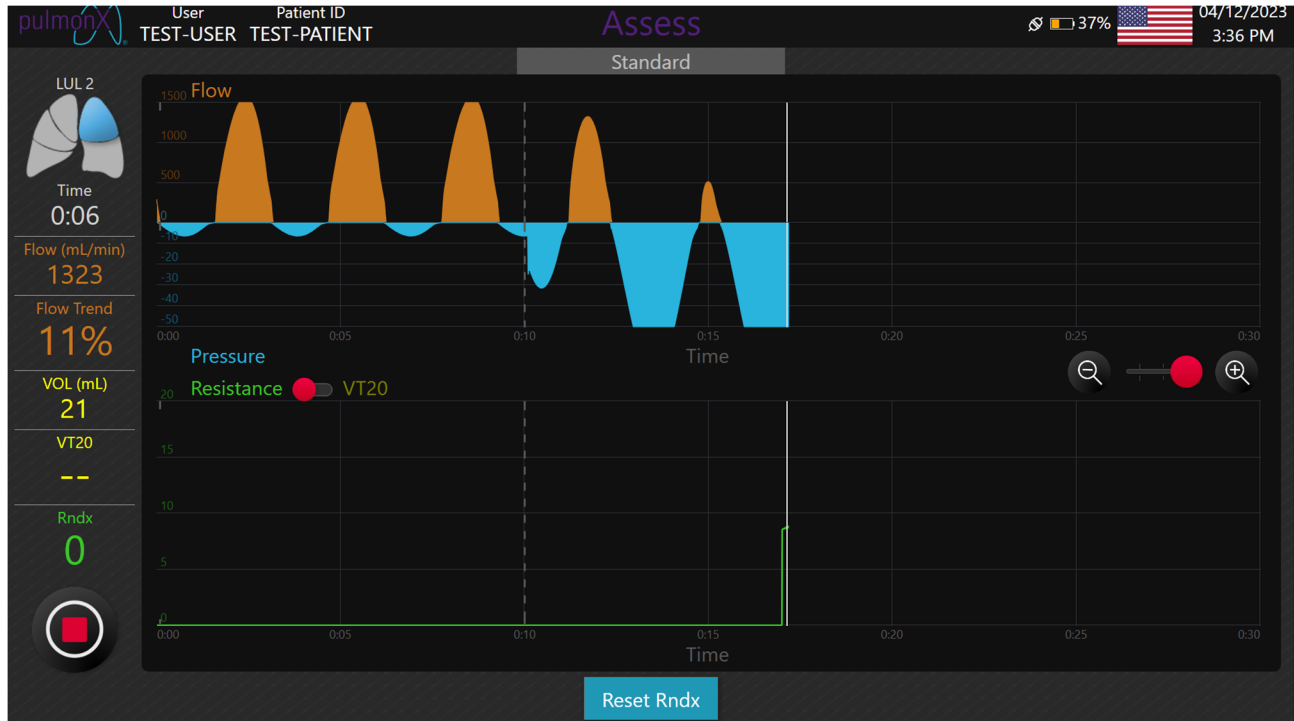 pulmonX
User
TEST-USER
Patient ID
TEST-PATIENT
Assess
37%
04/12/2023
3:36 PM
Standard
LUL 2
Time
0:06
Flow (mL/min)
1323
Flow Trend
11%
VOL (mL)
21
VT20
--
Rndx
0
Flow
1500
1000
500
0
-10
-20
-30
-40
-50
0:00 0:05 0:10 0:15 0:20 0:25 0:30
Time
Pressure
Resistance VT20
20
15
10
5
0
0:00 0:05 0:10 0:15 0:20 0:25 0:30
Time
Reset Rndx